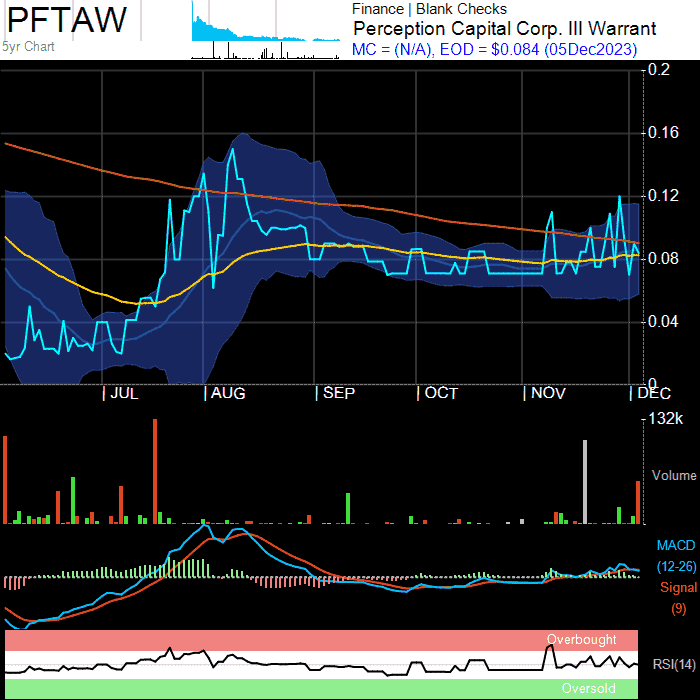 PFTAW
5yr Chart
Finance | Blank Checks
Perception Capital Corp. III Warrant
MC = (N/A), EOD = $0.084 (05Dec2023)
0.2
0.16
0.12
0.08
0.04
0
JUL AUG SEP OCT NOV DEC
132k
Volume
MACD
(12-26)
Signal
(9)
Overbought
RSI(14)
Oversold